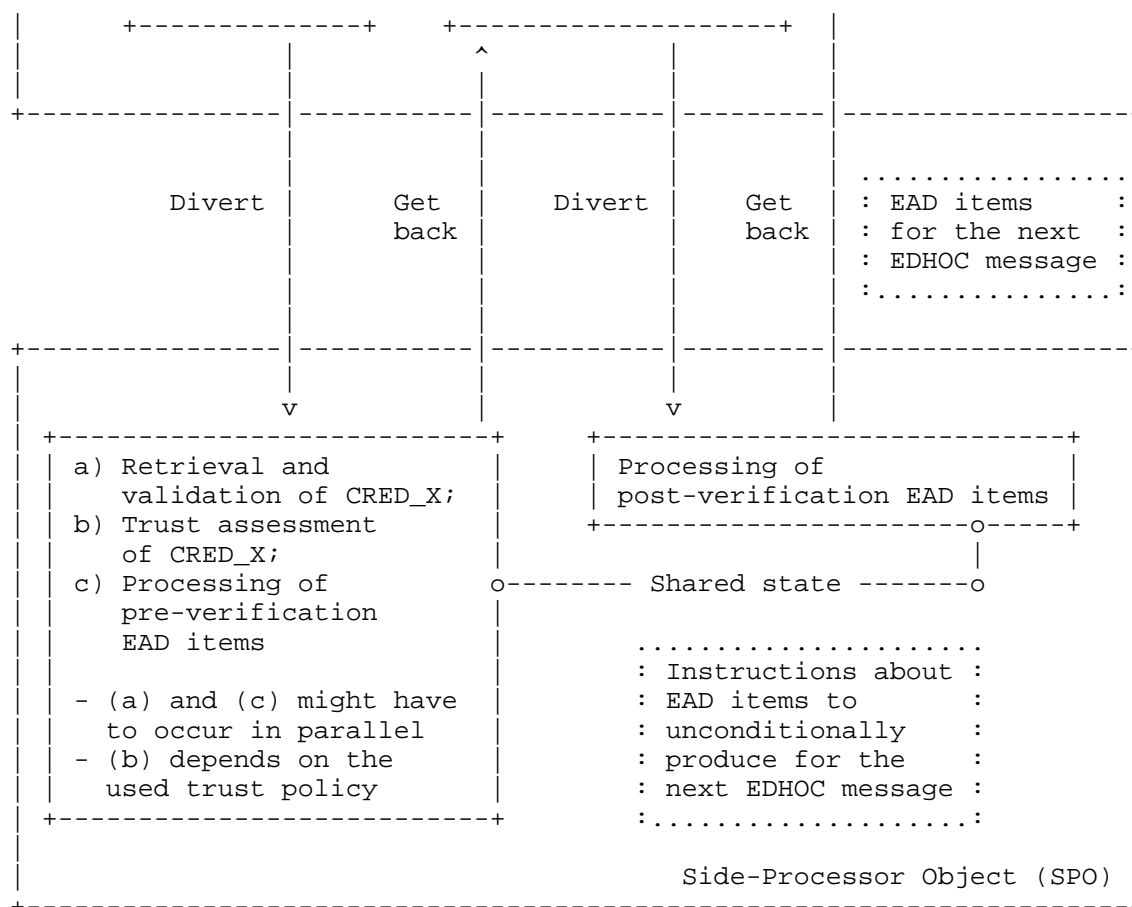 Divert Get Divert Get : EAD items :
back back : for the next :
: EDHOC message :
a) Retrieval and
validation of CRED_X;
b) Trust assessment
of CRED_X;
c) Processing of
pre-verification
EAD items
- (a) and (c) might have
to occur in parallel
- (b) depends on the
used trust policy
Processing of
post-verification EAD items
o-------- Shared state -------o
: Instructions about :
: EAD items to :
: unconditionally :
: produce for the :
: next EDHOC message :
Side-Processor Object (SPO)